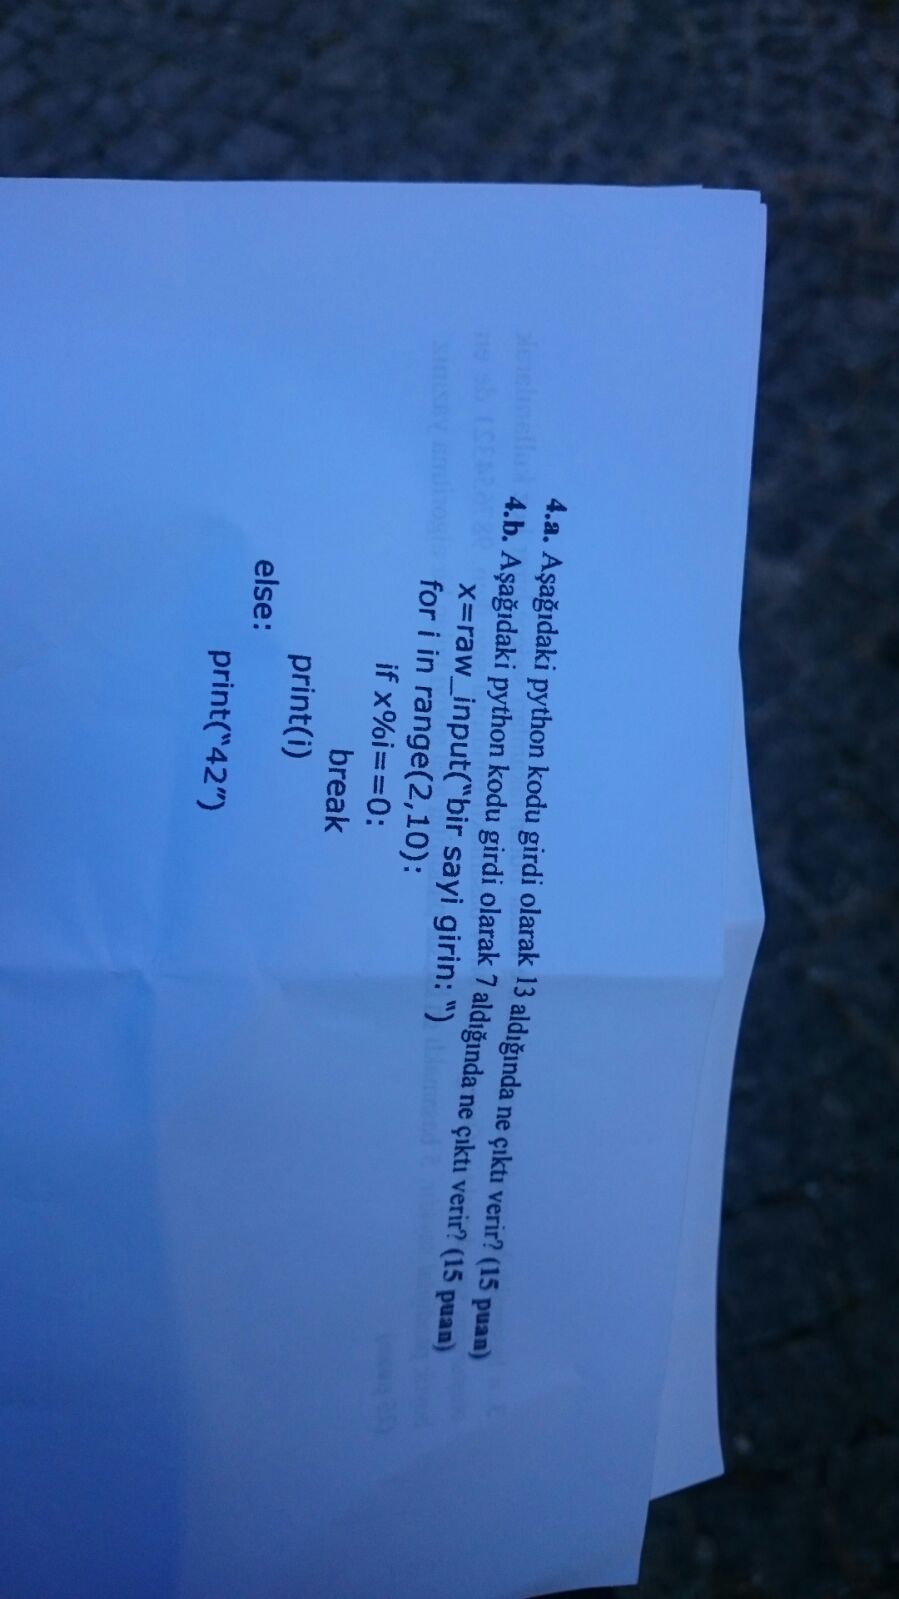 4.a. Aşağıdaki python kodu girdi olarak 13 aldığında ne çıktı verir? (15 puan)
4.b. Aşağıdaki python kodu girdi olarak 7 aldığında ne çıktı verir? (15 puan)
x=raw_input(“bir sayi girin: “)
for i in range(2,10):
if x%i==0:
break
print(i)
else:
print(“42”)